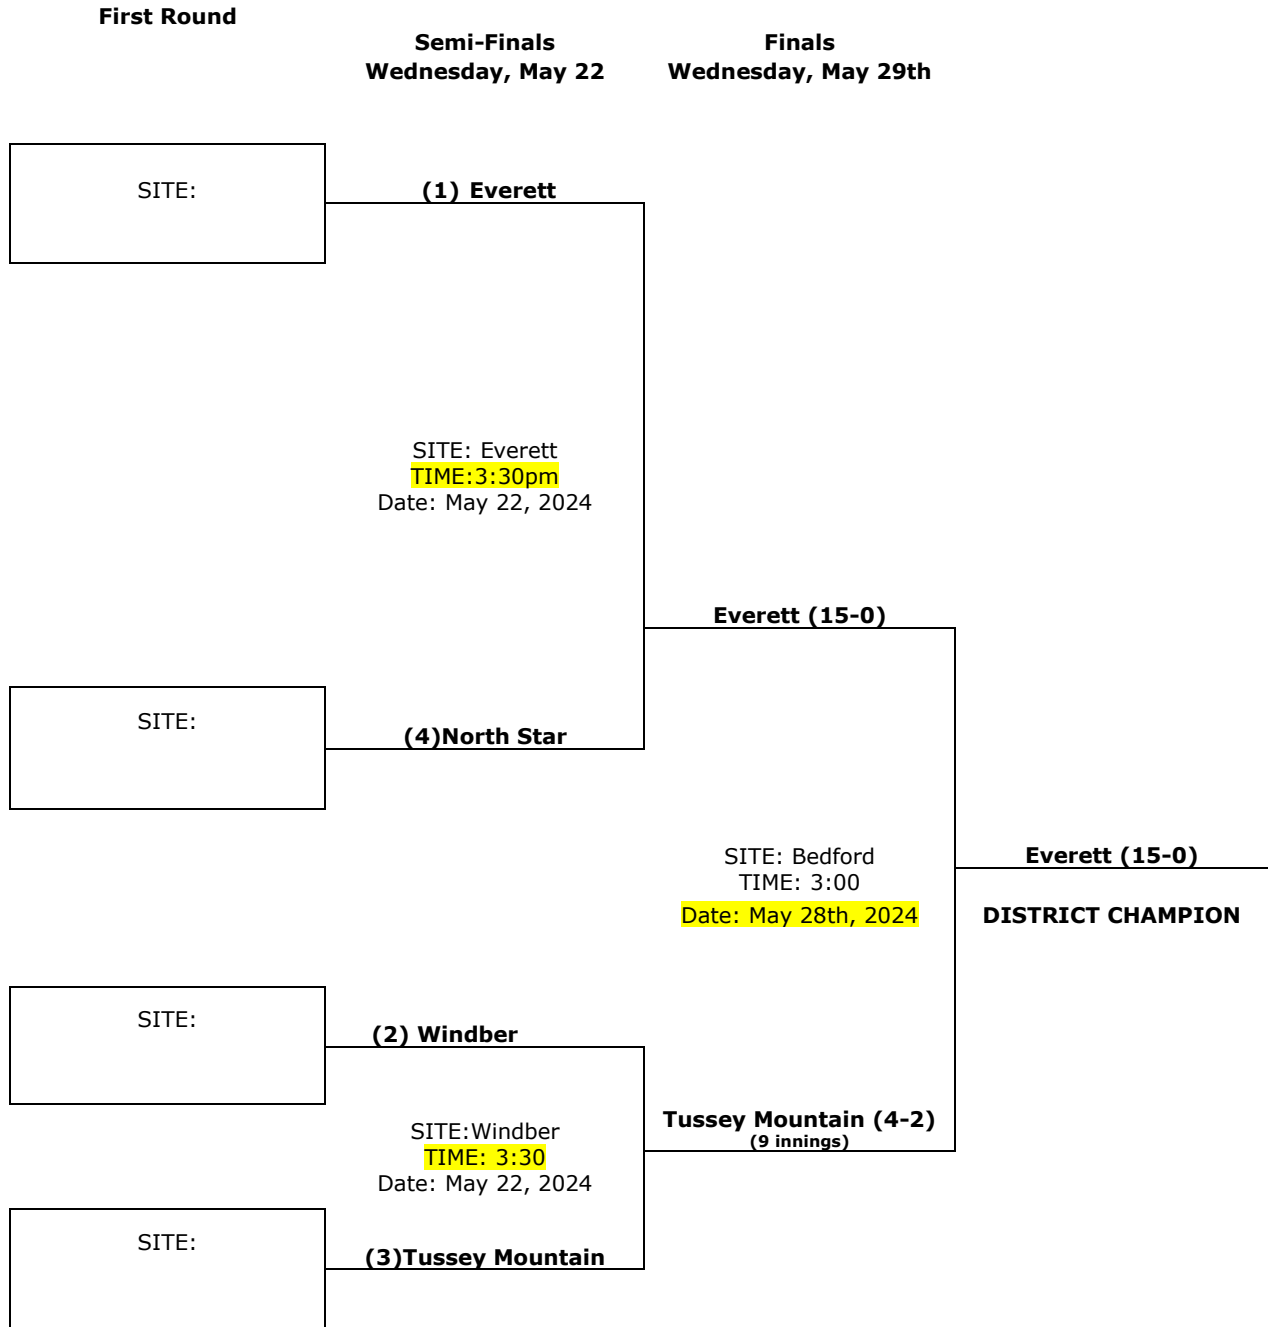 First Round
Semi-Finals
Wednesday, May 22
Finals
Wednesday, May 29th
SITE:
(1) Everett
SITE: Everett
TIME:3:30pm
Date: May 22, 2024
Everett (15-0)
SITE:
(4)North Star
SITE: Bedford
TIME: 3:00
Date: May 28th, 2024
Everett (15-0)
DISTRICT CHAMPION
SITE:
(2) Windber
SITE:Windber
TIME: 3:30
Date: May 22, 2024
Tussey Mountain (4-2)
(9 innings)
SITE:
(3)Tussey Mountain